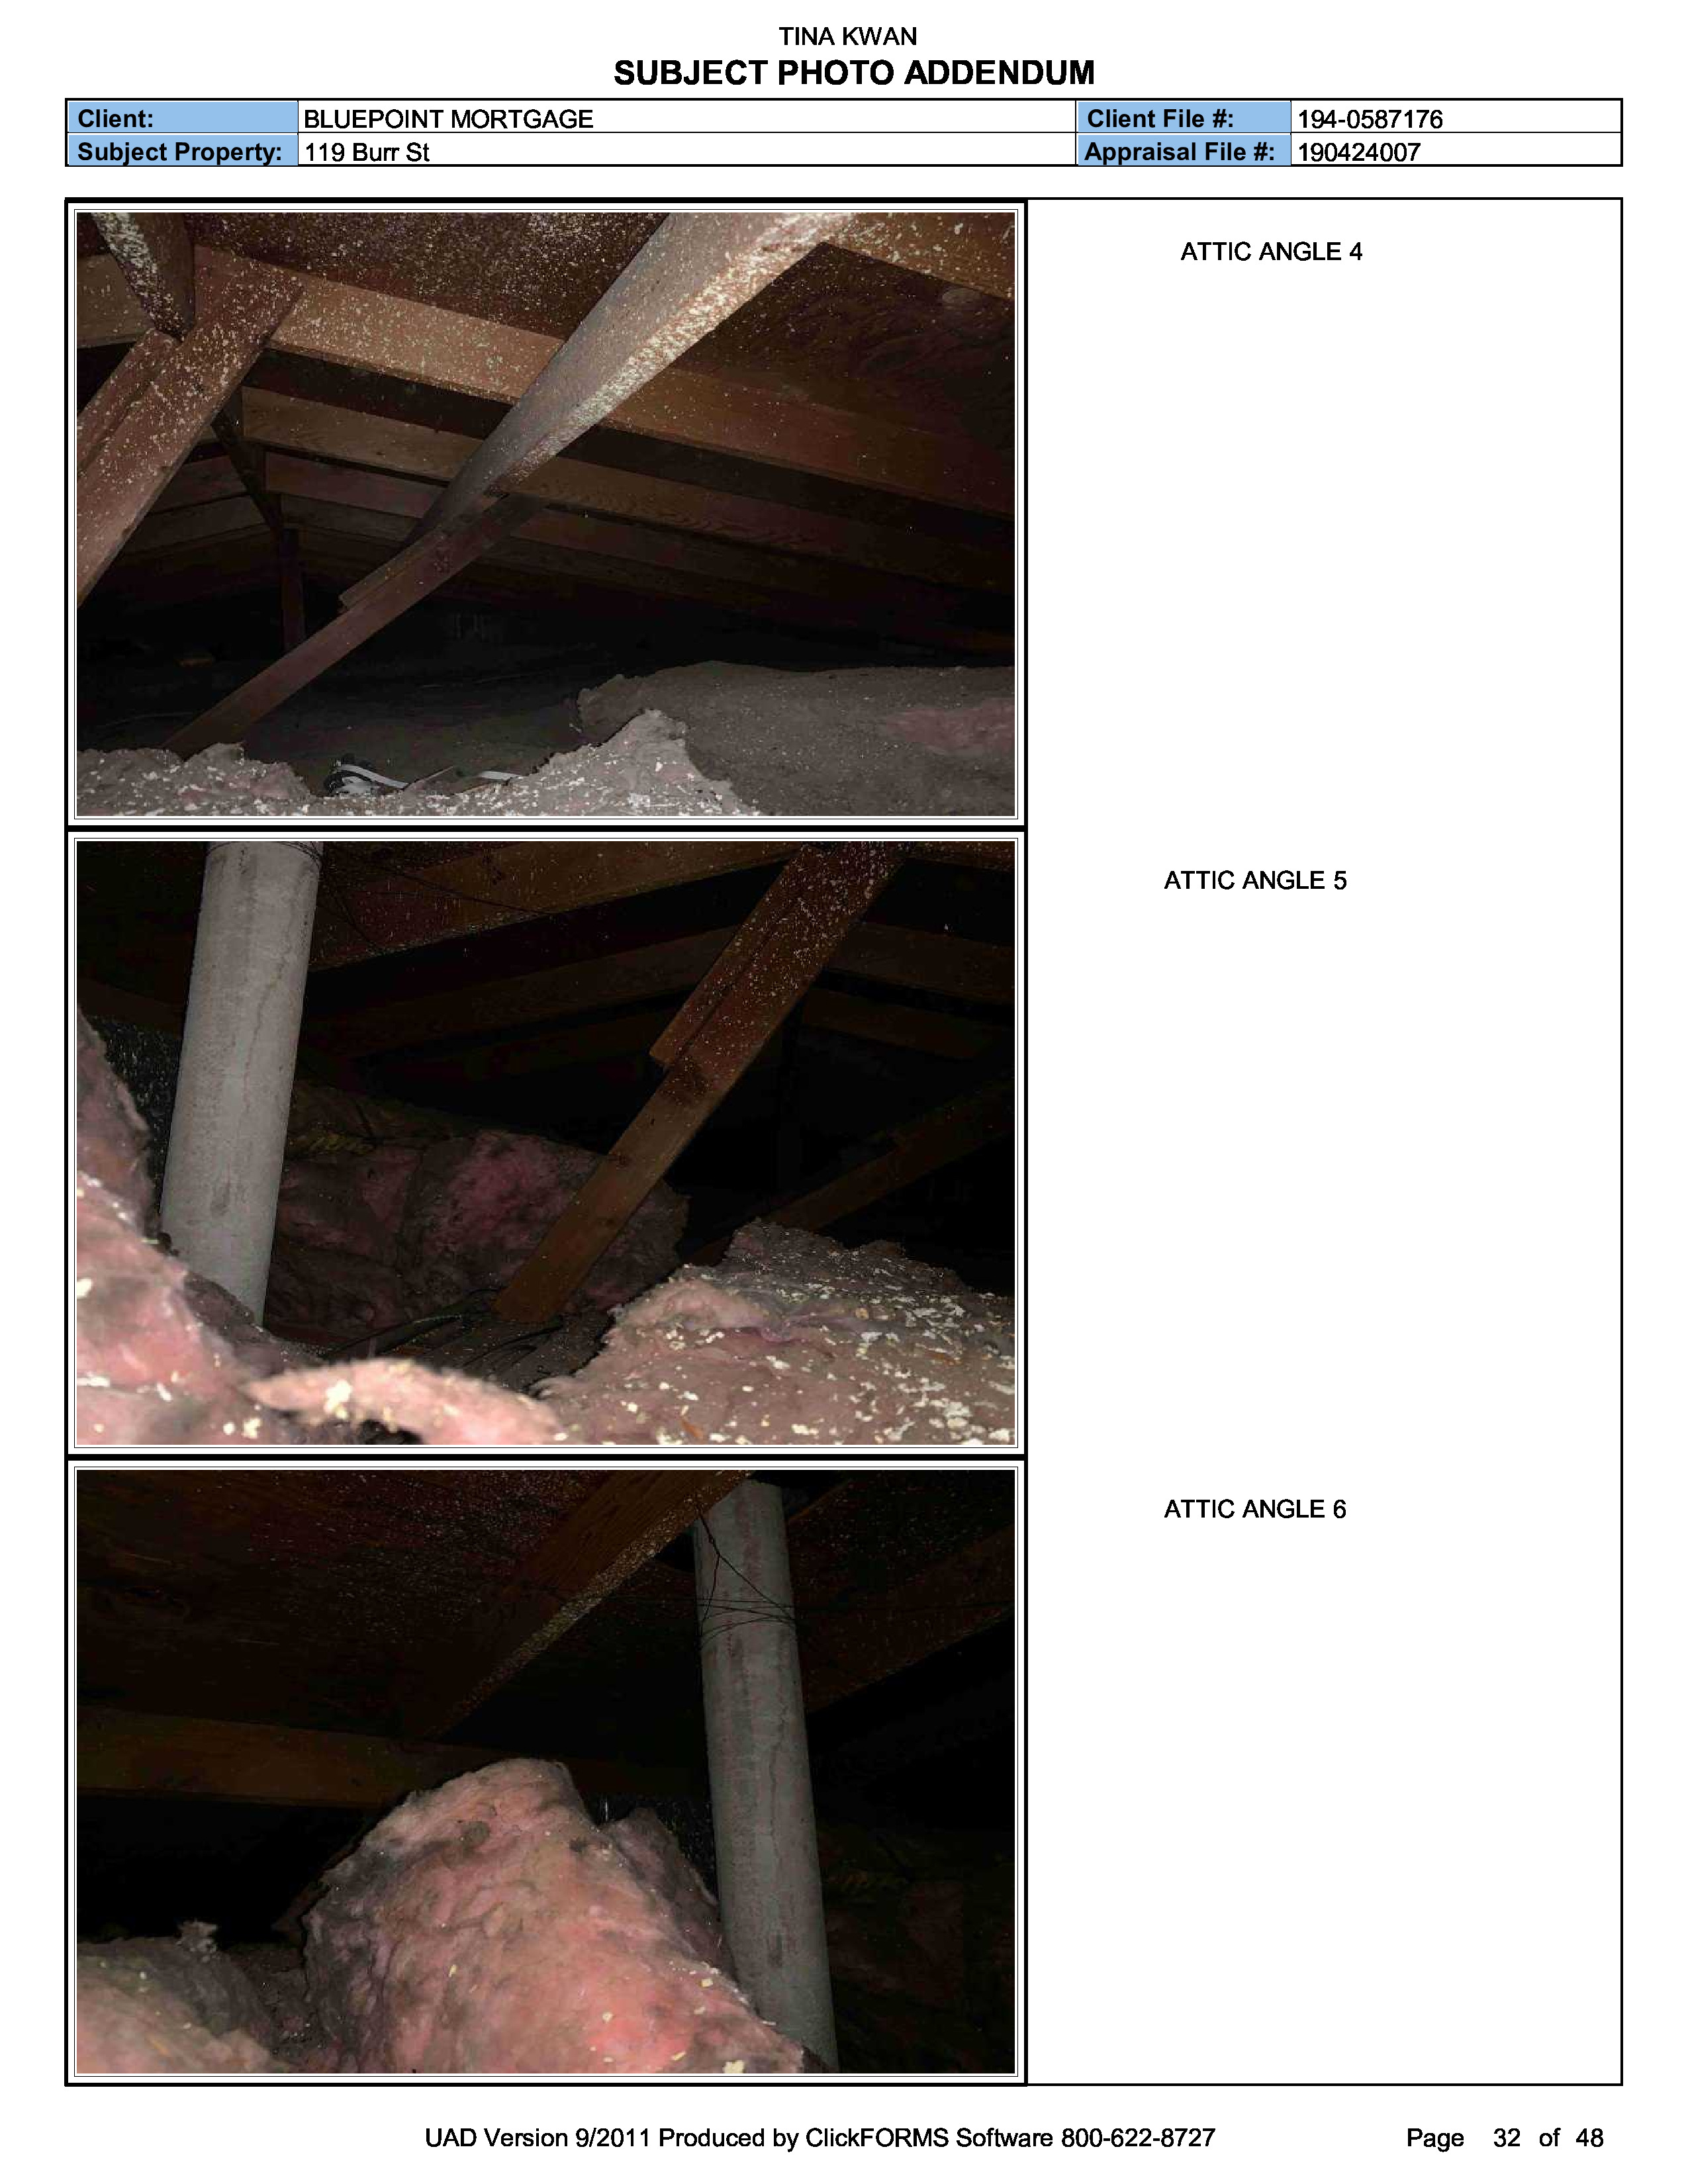 TINA KWAN
SUBJECT PHOTO ADDENDUM
Client: BLUEPOINT MORTGAGE Client File #: 194-0587176
Subject Property: 119 Burr St Appraisal File #: 190424007
ATTIC ANGLE 4
ATTIC ANGLE 5
ATTIC ANGLE 6
UAD Version 9/2011 Produced by ClickFORMS Software 800-622-8727 Page 32 of 48